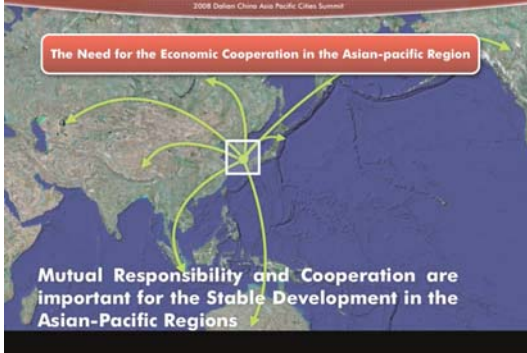 2008 Dalian China Asia Pacific Cities Summit
The Need for the Economic Cooperation in the Asian-pacific Region
Mutual Responsibility and Cooperation are
important for the Stable Development in the
Asian-Pacific Regions